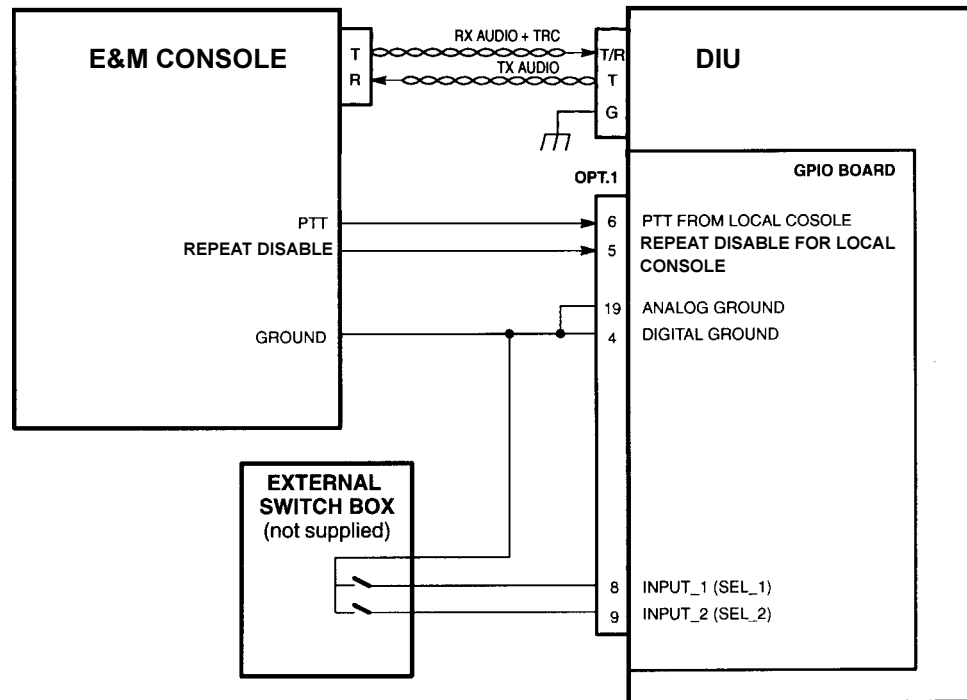 RX AUDIO + TRC
E&M CONSOLE
T
T/R
DIU
TX AUDIO
R
T
G
GPIO BOARD
OPT.1
PTT
6
PTT FROM LOCAL COSOLE
REPEAT DISABLE
5
REPEAT DISABLE FOR LOCAL
CONSOLE
19
ANALOG GROUND
GROUND
4
DIGITAL GROUND
EXTERNAL
SWITCH BOX
(not supplied)
8
INPUT_1 (SEL_1)
9
INPUT_2 (SEL_2)